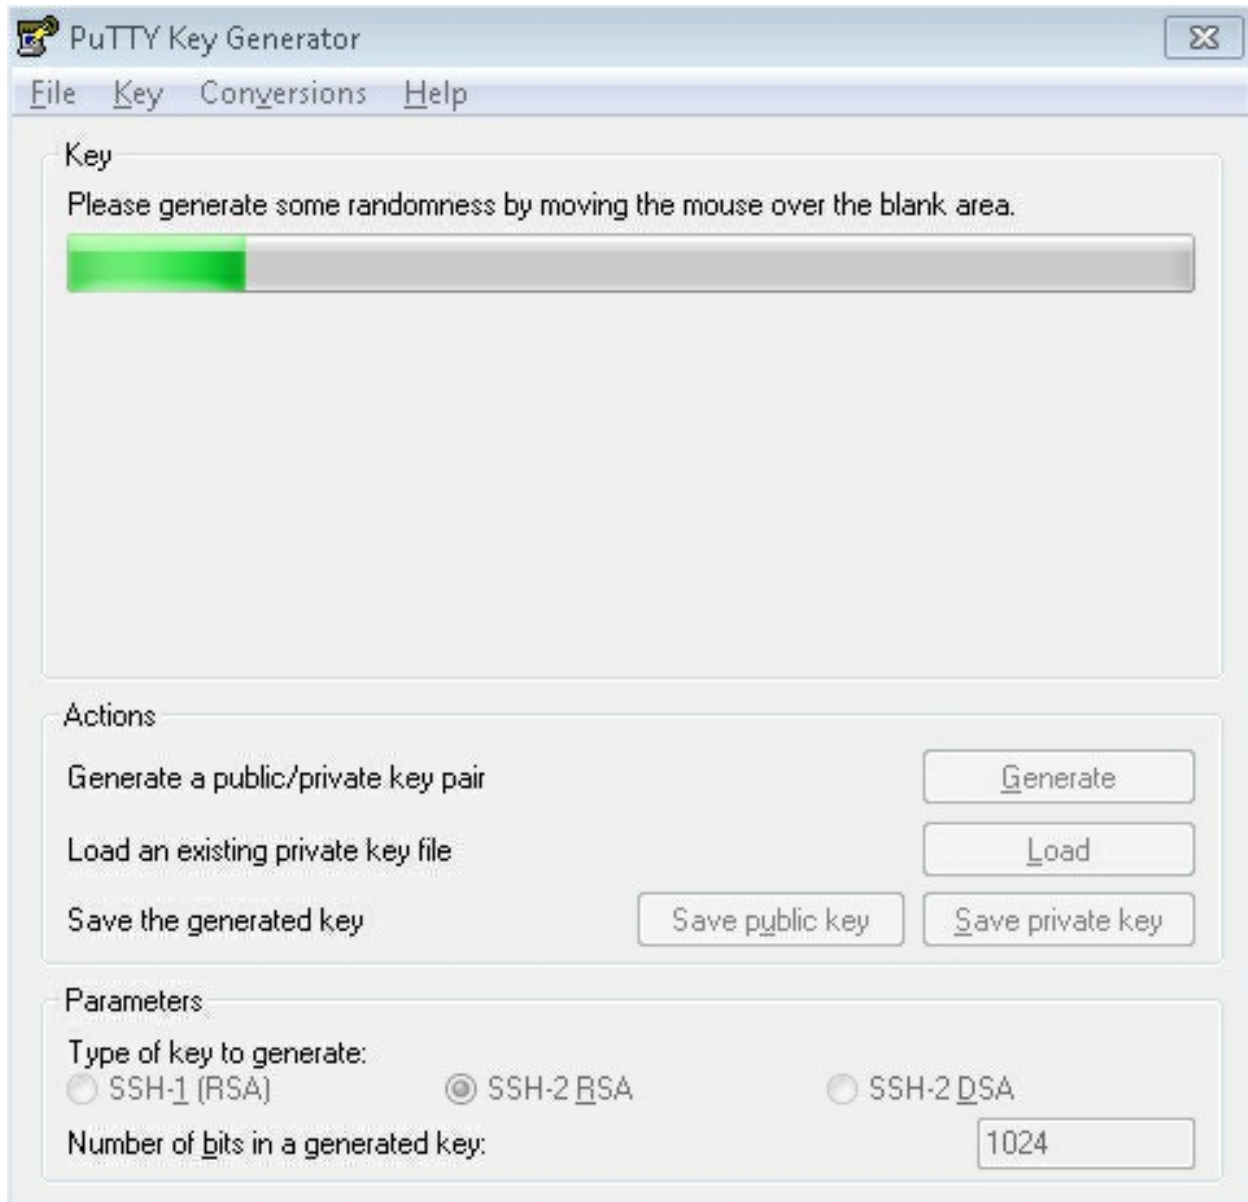 PuTTY Key Generator
File Key Conversions Help
Key
Please generate some randomness by moving the mouse over the blank area.
Actions
Generate a public/private key pair Generate
Load an existing private key file Load
Save the generated key Save public key Save private key
Parameters
Type of key to generate:
SSH-1 (RSA) SSH-2 RSA SSH-2 DSA
Number of bits in a generated key: 1024